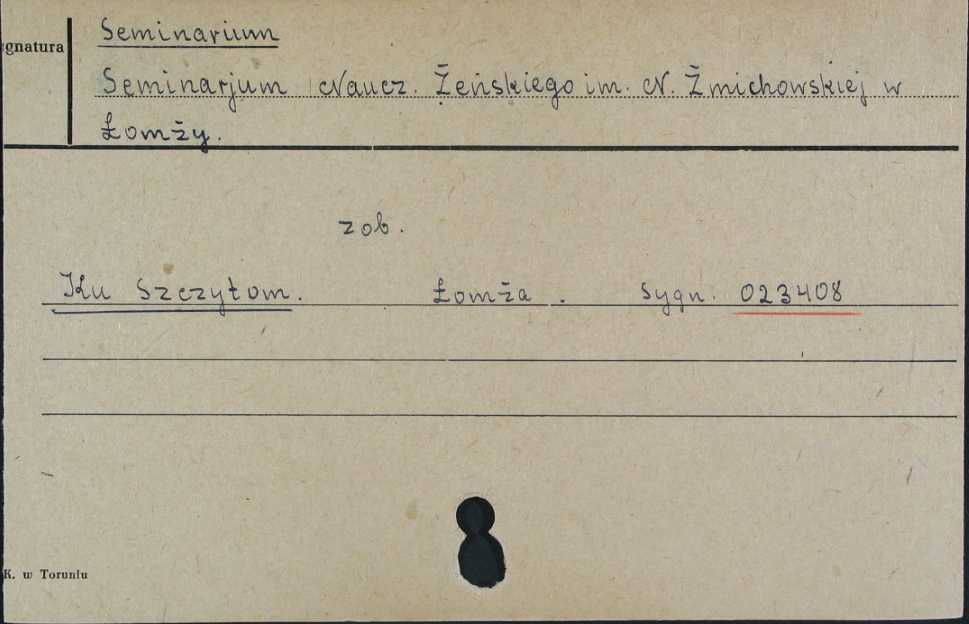 Seminarium
gnatura
Seminarjum Naucz. Żeńskiego im. N. Żmichowskiej w
Łomży.
zob.
Ku Szczytom. Łomża. Sygn. 023408
K. w Toruniu